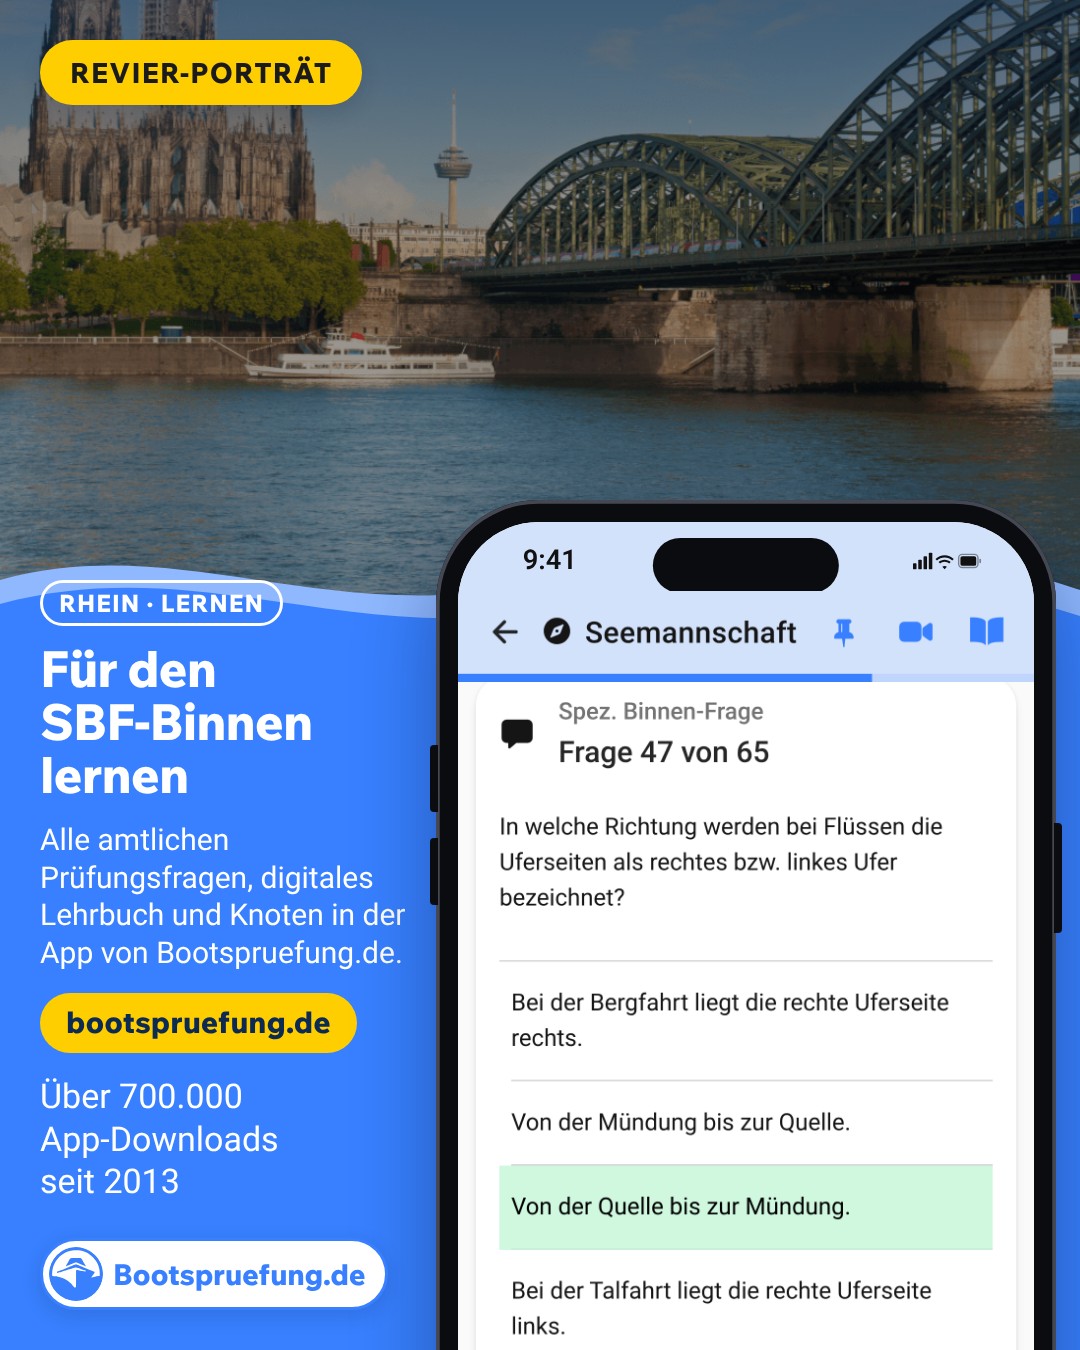 REVIER-PORTRÄT
RHEIN · LERNEN
Für den
SBF-Binnen
lernen
Alle amtlichen
Prüfungsfragen, digitales
Lehrbuch und Knoten in der
App von Bootspruefung.de.
bootspruefung.de
Über 700.000
App-Downloads
seit 2013
Bootspruefung.de
9:41
Seemannschaft
Spez. Binnen-Frage
Frage 47 von 65
In welche Richtung werden bei Flüssen die
Uferseiten als rechtes bzw. linkes Ufer
bezeichnet?
Bei der Bergfahrt liegt die rechte Uferseite
rechts.
Von der Mündung bis zur Quelle.
Von der Quelle bis zur Mündung.
Bei der Talfahrt liegt die rechte Uferseite
links.